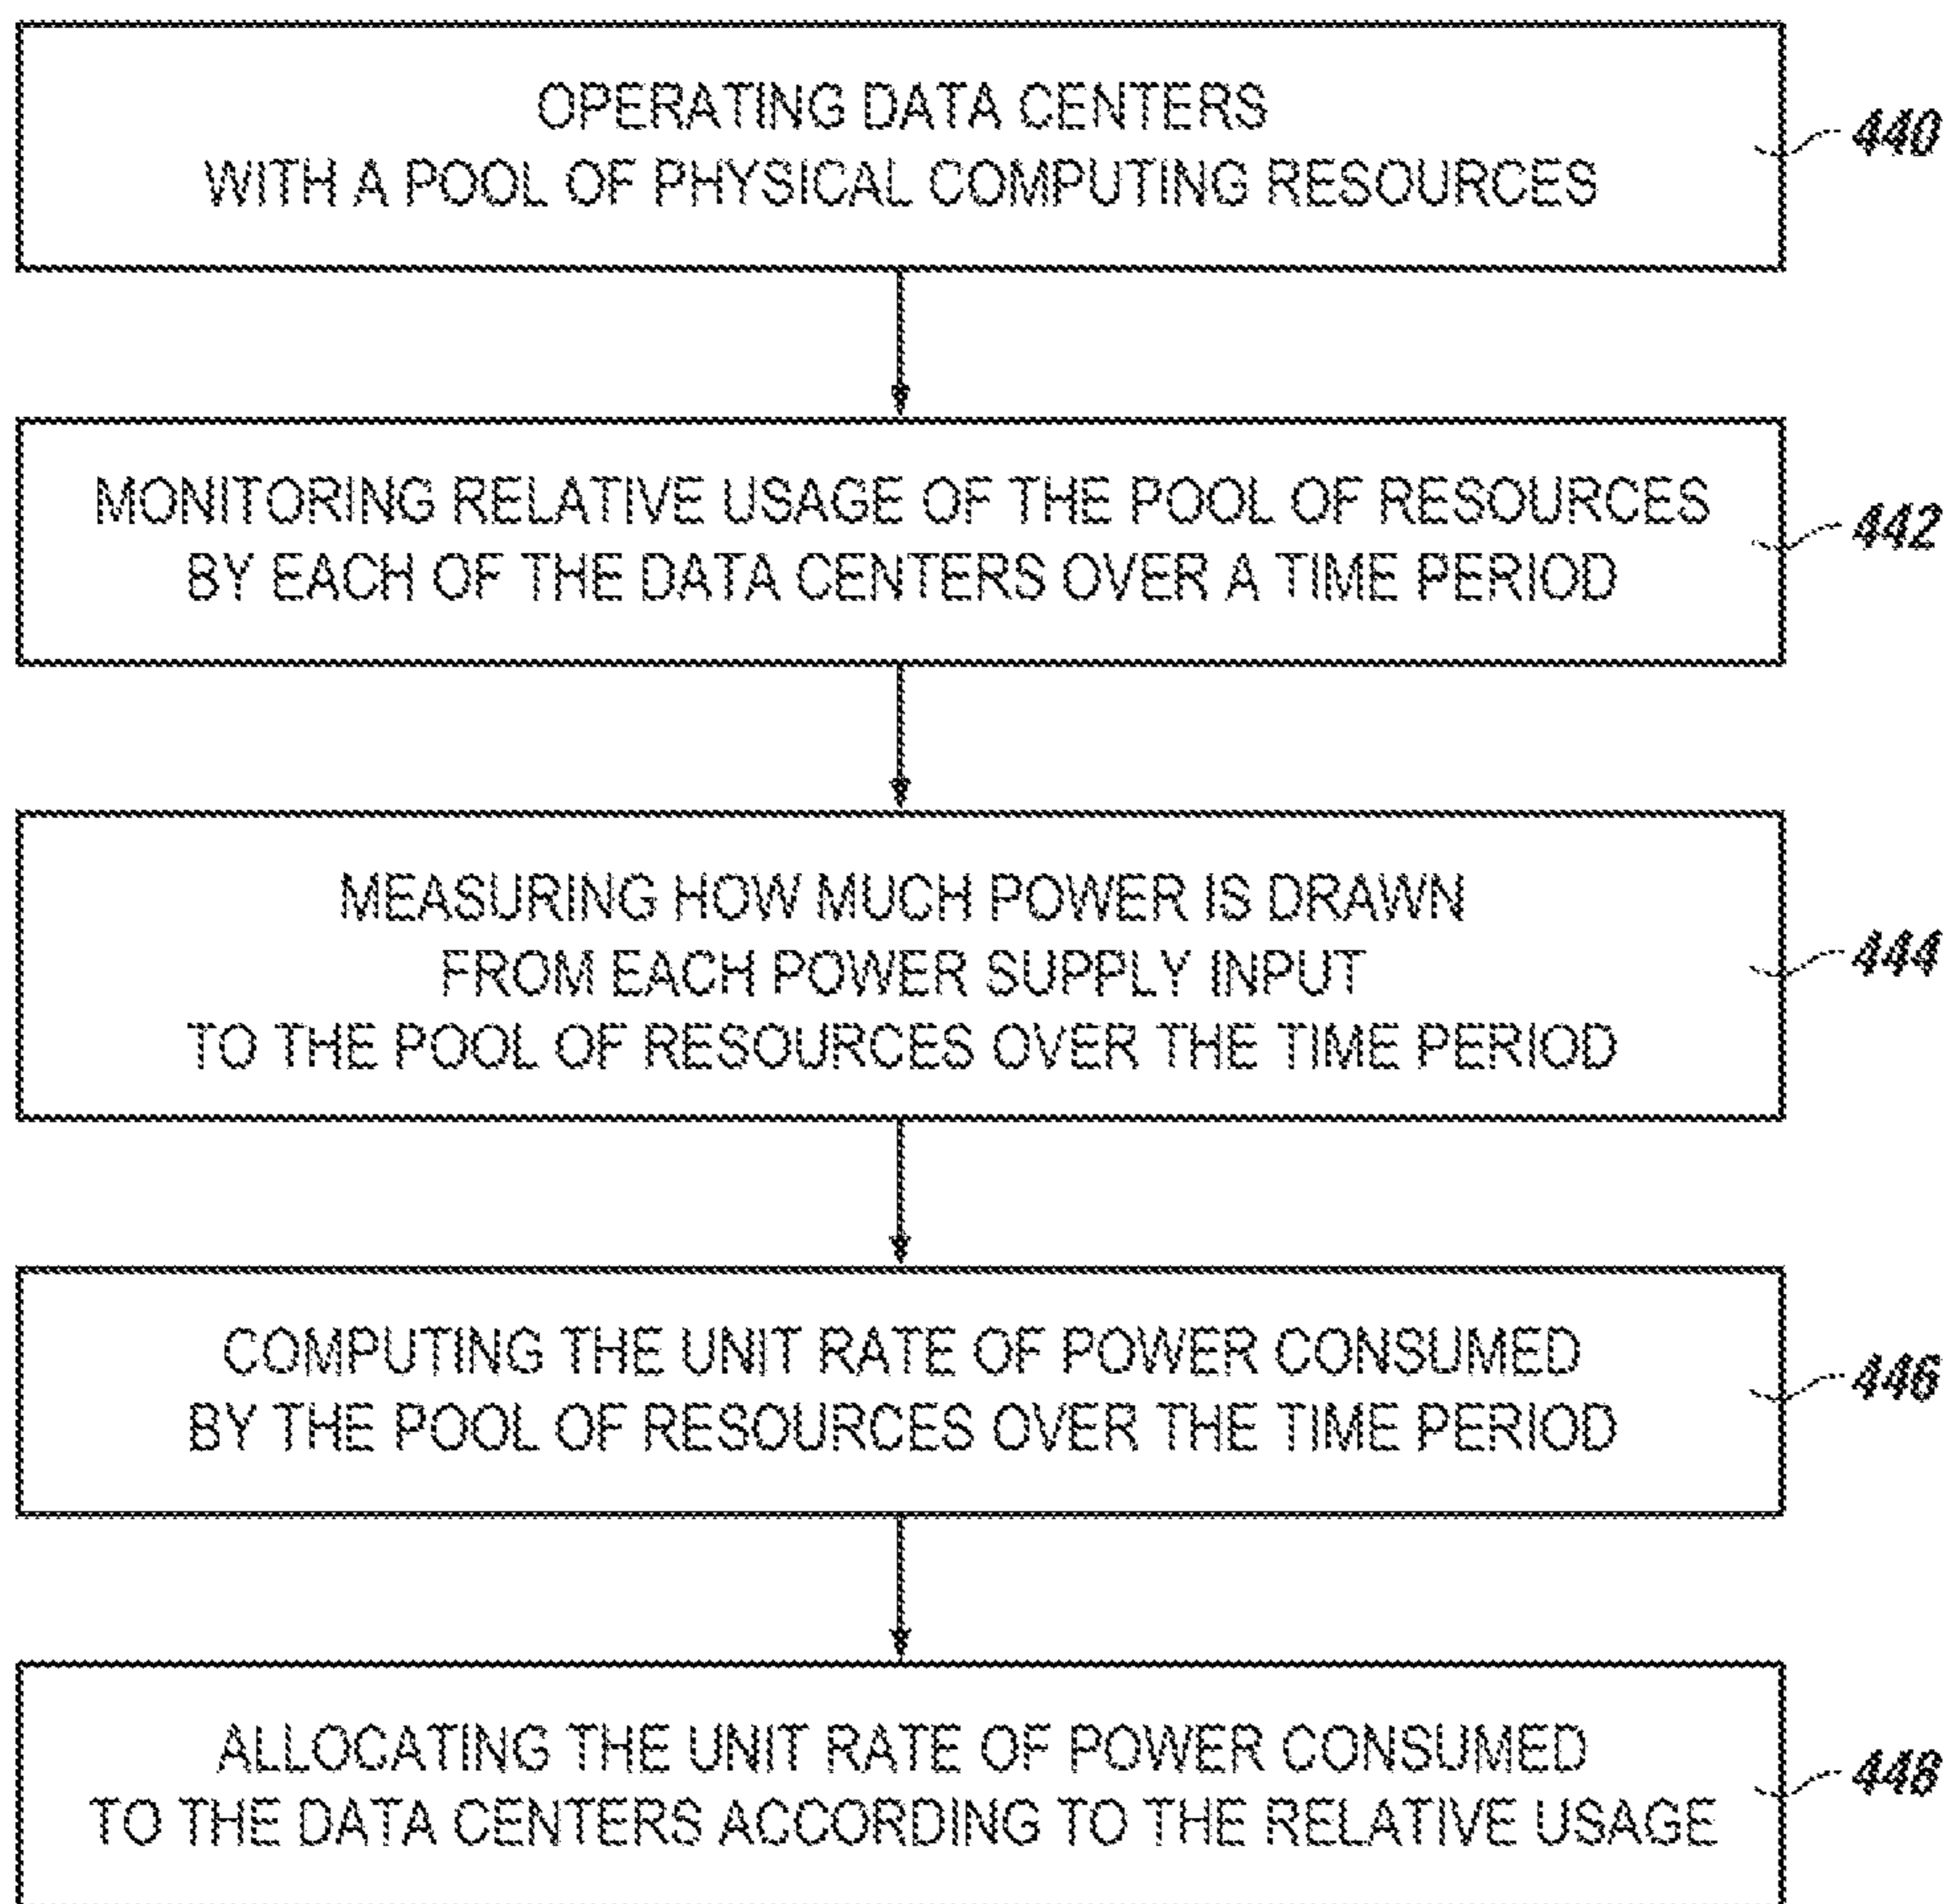 OPERATING DATA CENTERS
WITH A POOL OF PHYSICAL COMPUTING RESOURCES
440
MONITORING RELATIVE USAGE OF THE POOL OF RESOURCES
BY EACH OF THE DATA CENTERS OVER A TIME PERIOD
442
MEASURING HOW MUCH POWER IS DRAWN
FROM EACH POWER SUPPLY INPUT
TO THE POOL OF RESOURCES OVER THE TIME PERIOD
444
COMPUTING THE UNIT RATE OF POWER CONSUMED
BY THE POOL OF RESOURCES OVER THE TIME PERIOD
446
ALLOCATING THE UNIT RATE OF POWER CONSUMED
TO THE DATA CENTERS ACCORDING TO THE RELATIVE USAGE
448